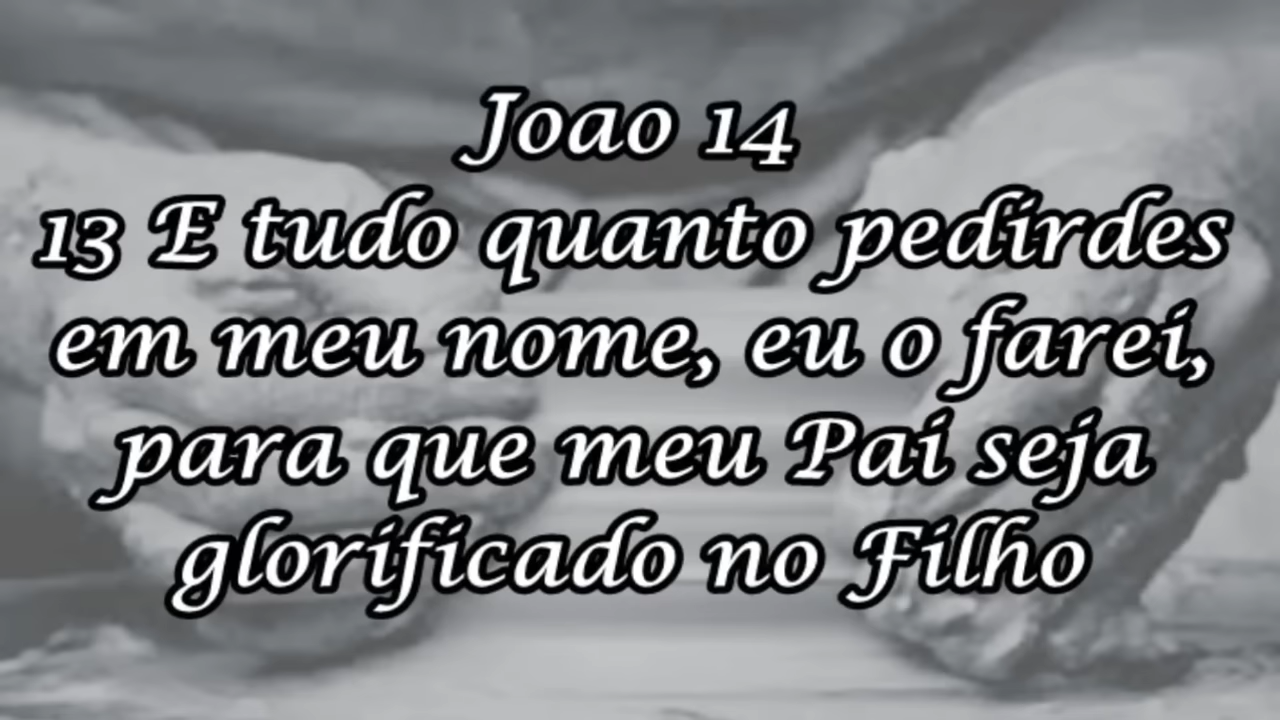 Joao 14
13 E tudo quanto pedirdes
em meu nome, eu o farei,
para que meu Pai seja
glorificado no Filho